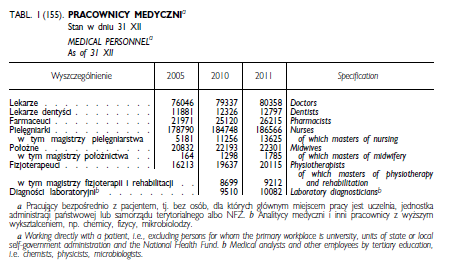 TABL. 1 (155). PRACOWNICY MEDYCZNIa
Stan w dniu 31 XII
MEDICAL PERSONNELa
As of 31 XII
Wyszczególnienie 2005 2010 2011 Specification
Lekarze . . . . . . . . . . . 76046 79337 80358 Doctors
Lekarze dentyści . . . . . . . . 11881 12326 12797 Dentists
Farmaceuci . . . . . . . . . . 21971 25120 26215 Pharmacists
Pielęgniarki . . . . . . . . . . 178790 184748 186566 Nurses
w tym magistry pielęgniarstwa 5181 11256 13625 of which masters of nursing
Położne . . . . . . . . . . . 20832 22193 22301 Midwives
w tym magistry położnictwa . . 164 1298 1785 of which masters of midwifery
Fizjoterapeuci . . . . . . . . . 16213 19637 20115 Physiotherapists
of which masters of physiotherapy
w tym magistry fizjoterapii i rehabilitacji . . 8699 9212 and rehabilitation
Diagności laboratoryjnib . . . . . . 9510 10082 Laboratory diagnosticiansb
a Pracujący bezpośrednio z pacjentem, tj. bez osób, dla których głównym miejscem pracy jest uczelnia, jednostka
administracji państwowej lub samorządu terytorialnego albo NFZ. b Analitycy medyczni i inni pracownicy z wyższym
wykształceniem, np. chemicy, fizycy, mikrobiolodzy.
a Working directly with a patient, i.e., excluding persons for whom the primary workplace is university, units of state or local
self-government administration and the National Health Fund. b Medical analysts and other employees by tertiary education,
i.e. chemists, physicists, microbiologists.